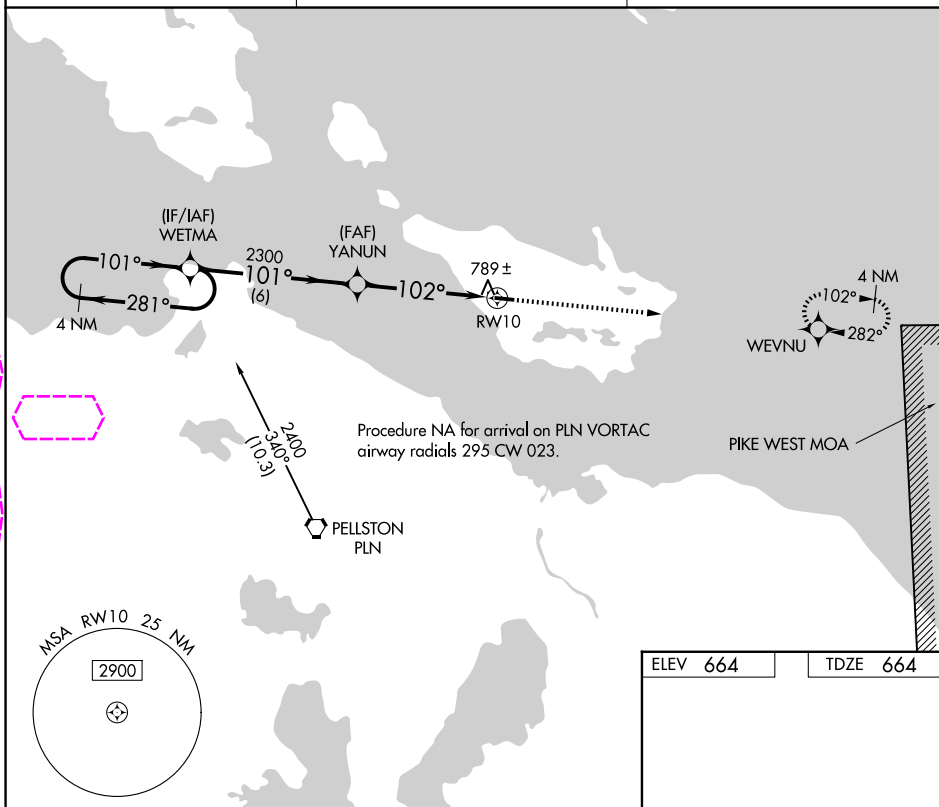 (IF/IAF)
WETMA
(FAF)
YANUN
101°
281°
4 NM
2300
101°
(6)
102°
789 ±
RW10
4 NM
102°
282°
WEVNU
PIKE WEST MOA
2400
340°
(10.3)
Procedure NA for arrival on PLN VORTAC
airway radials 295 CW 023.
PELLSTON
PLN
MSA RW10 25 NM
2900
ELEV 664
TDZE 664